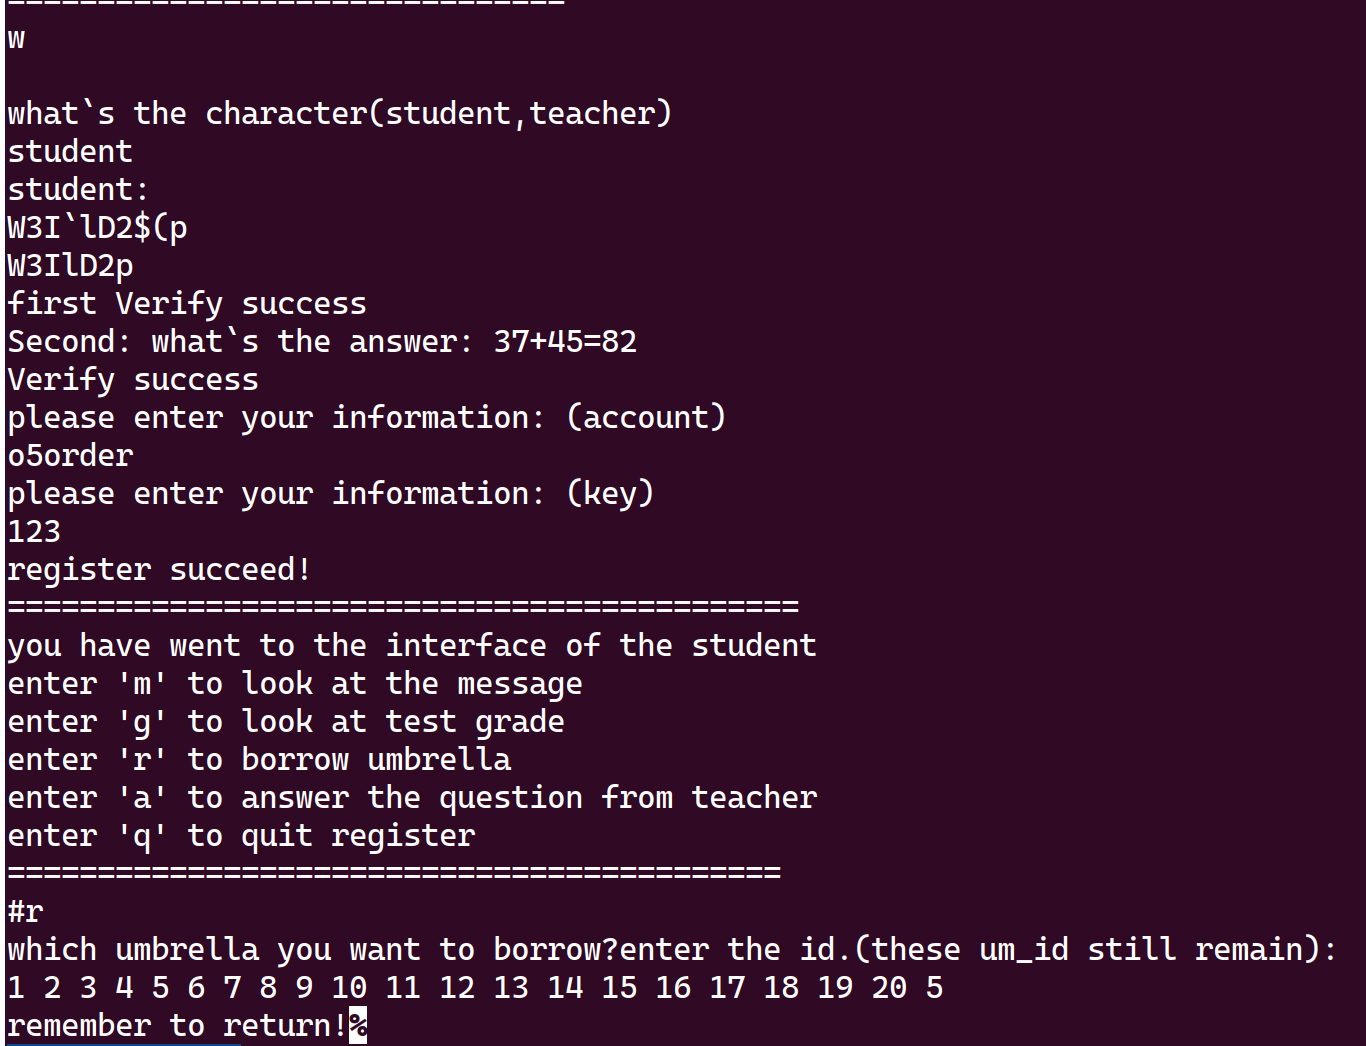 ===============================
w
what`s the character(student,teacher)
student
student:
W3I`lD2$(p
W3IlD2p
first Verify success
Second: what`s the answer: 37+45=82
Verify success
please enter your information: (account)
o5order
please enter your information: (key)
123
register succeed!
============================================
you have went to the interface of the student
enter 'm' to look at the message
enter 'g' to look at test grade
enter 'r' to borrow umbrella
enter 'a' to answer the question from teacher
enter 'q' to quit register
===========================================
#r
which umbrella you want to borrow?enter the id.(these um_id still remain):
1 2 3 4 5 6 7 8 9 10 11 12 13 14 15 16 17 18 19 20 5
remember to return!%